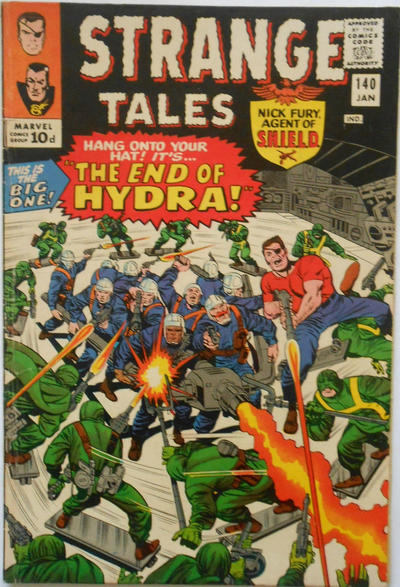 STRANGE
TALES
APPROVED
BY THE
COMICS
CODE
AUTHORITY
140
JAN
IND.
MARVEL
COMICS
GROUP
10d
NICK FURY,
AGENT OF
S.H.I.E.L.D.
HANG ONTO YOUR
HAT! IT'S...
"THE END OF
HYDRA!"
THIS IS
THE
BIG
ONE!